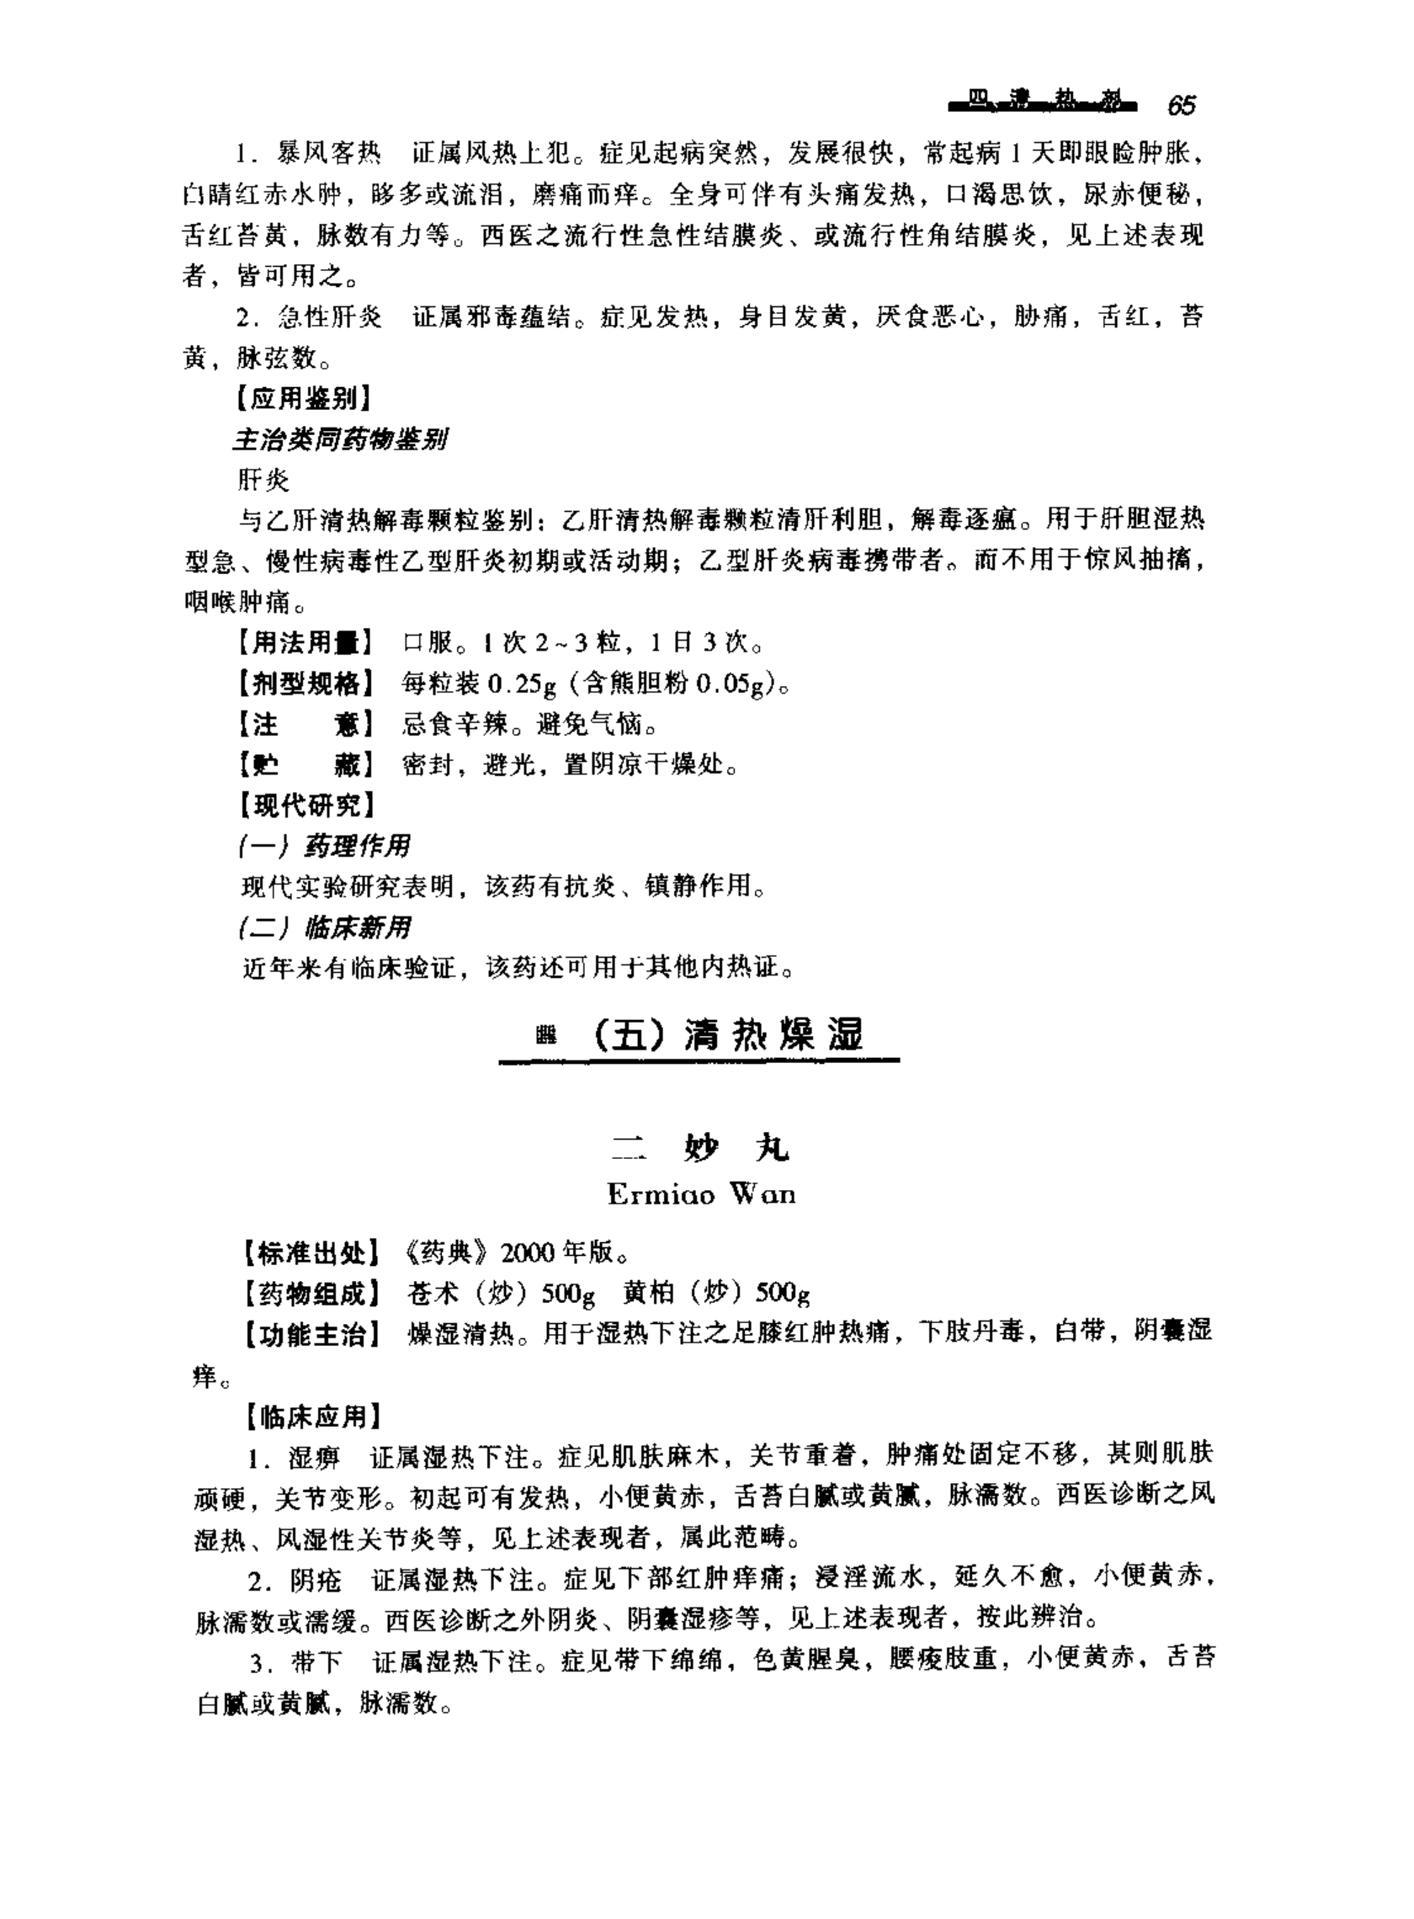 四、清热剂 65
1. 暴风客热 证属风热上犯。症见起病突然，发展很快，常起病1天即眼睑肿胀，
白睛红赤水肿，眵多或流泪，磨痛而痒。全身可伴有头痛发热，口渴思饮，尿赤便秘，
舌红苔黄，脉数有力等。西医之流行性急性结膜炎、或流行性角结膜炎，见上述表现
者，皆可用之。
2. 急性肝炎 证属邪毒蕴结。症见发热，身目发黄，厌食恶心，胁痛，舌红，苔
黄，脉弦数。
【应用鉴别】
主治类同药物鉴别
肝炎
与乙肝清热解毒颗粒鉴别：乙肝清热解毒颗粒清肝利胆，解毒逐瘟。用于肝胆湿热
型急、慢性病毒性乙型肝炎初期或活动期；乙型肝炎病毒携带者。而不用于惊风抽搐，
咽喉肿痛。
【用法用量】 口服。1次2~3粒，1日3次。
【剂型规格】 每粒装0.25g（含熊胆粉0.05g）。
【注 意】 忌食辛辣。避免气恼。
【贮 藏】 密封，避光，置阴凉干燥处。
【现代研究】
（一）药理作用
现代实验研究表明，该药有抗炎、镇静作用。
（二）临床新用
近年来有临床验证，该药还可用于其他内热证。
（五）清热燥湿
二妙丸
Ermiao Wan
【标准出处】《药典》2000年版。
【药物组成】 苍术（炒）500g 黄柏（炒）500g
【功能主治】 燥湿清热。用于湿热下注之足膝红肿热痛，下肢丹毒，白带，阴囊湿
痒。
【临床应用】
1. 湿痹 证属湿热下注。症见肌肤麻木，关节重着，肿痛处固定不移，甚则肌肤
顽硬，关节变形。初起可有发热，小便黄赤，舌苔白腻或黄腻，脉濡数。西医诊断之风
湿热、风湿性关节炎等，见上述表现者，属此范畴。
2. 阴疮 证属湿热下注。症见下部红肿痒痛；浸淫流水，延久不愈，小便黄赤，
脉濡数或濡缓。西医诊断之外阴炎、阴囊湿疹等，见上述表现者，按此辨治。
3. 带下 证属湿热下注。症见带下绵绵，色黄腥臭，腰痠肢重，小便黄赤，舌苔
白腻或黄腻，脉濡数。